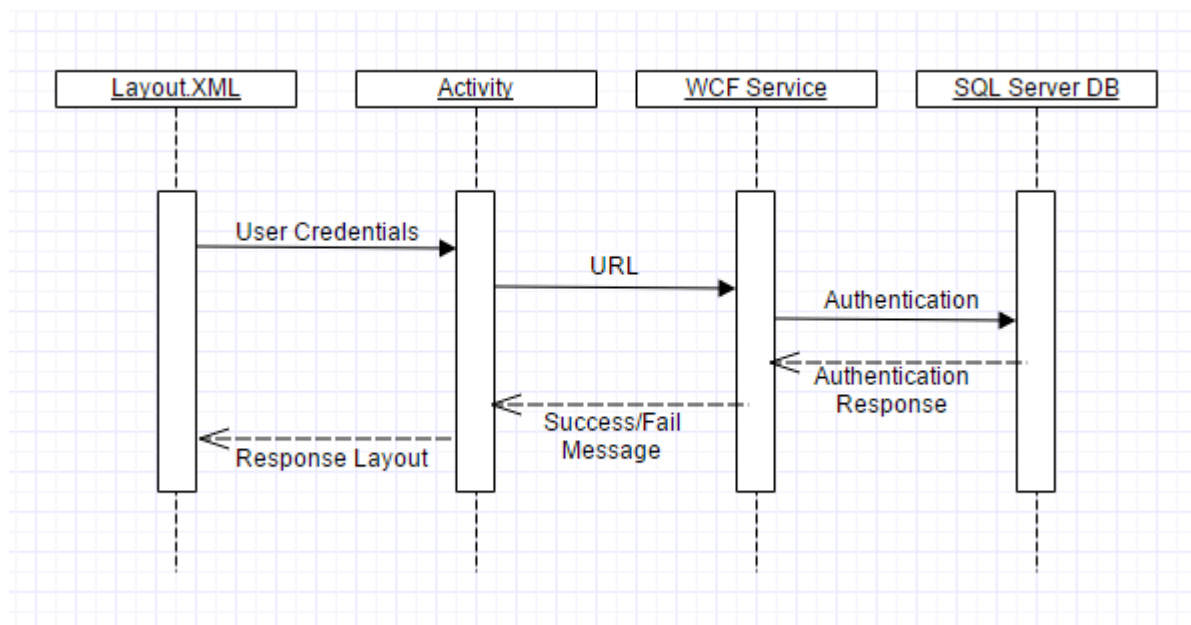 Layout.XML
Activity
WCF Service
SQL Server DB
User Credentials
URL
Authentication
Authentication
Response
Success/Fail
Message
Response Layout